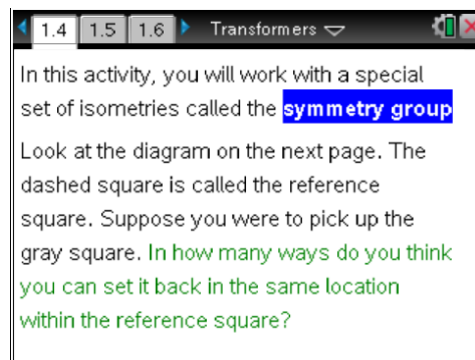 1.4 1.5 1.6 Transformers
In this activity, you will work with a special
set of isometries called the symmetry group
Look at the diagram on the next page. The
dashed square is called the reference
square. Suppose you were to pick up the
gray square. In how many ways do you think
you can set it back in the same location
within the reference square?